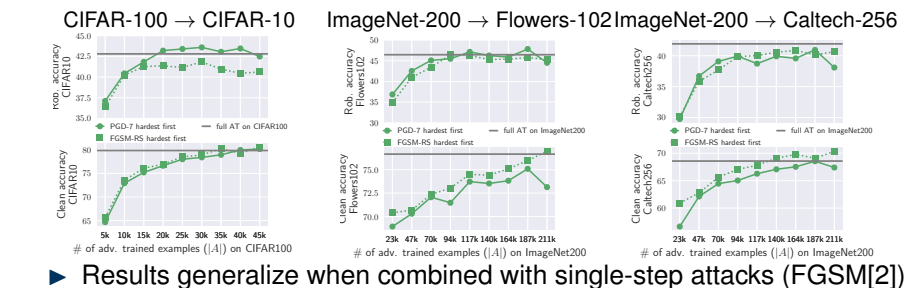 CIFAR-100 → CIFAR-10
ImageNet-200 → Flowers-102
ImageNet-200 → Caltech-256
45.0
42.5
40.0
37.5
35.0
Rob. accuracy
CIFAR10
50
45
40
35
30
Rob. accuracy
Flowers102
40
35
30
Rob. accuracy
Caltech256
PGD-7 hardest first
full AT on CIFAR100
FGSM-RS hardest first
PGD-7 hardest first
full AT on ImageNet200
FGSM-RS hardest first
PGD-7 hardest first
full AT on ImageNet200
FGSM-RS hardest first
80
75
70
65
Clean accuracy
CIFAR10
5k 10k 15k 20k 25k 30k 35k 40k 45k
# of adv. trained examples (|A|) on CIFAR100
75.0
72.5
70.0
Clean accuracy
Flowers102
23k 47k 70k 94k 117k 140k 164k 187k 211k
# of adv. trained examples (|A|) on ImageNet200
70
65
60
Clean accuracy
Caltech256
23k 47k 70k 94k 117k 140k 164k 187k 211k
# of adv. trained examples (|A|) on ImageNet200
► Results generalize when combined with single-step attacks (FGSM[2])